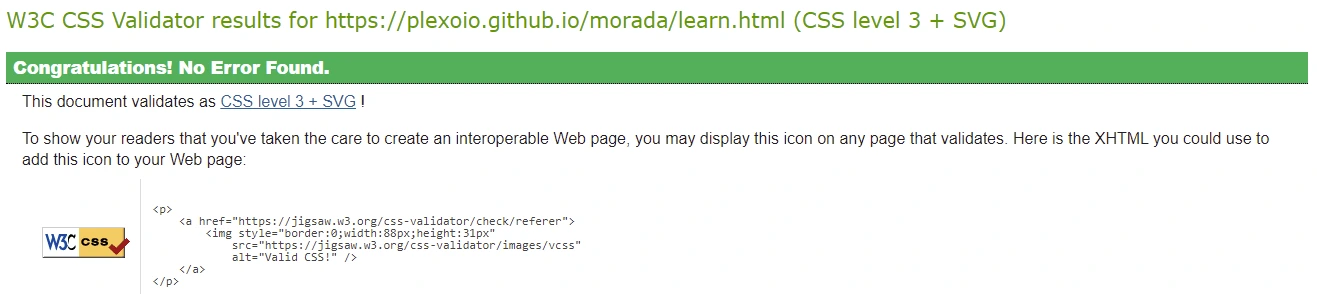 W3C CSS Validator results for https://plexoio.github.io/morada/learn.html (CSS level 3 + SVG)
Congratulations! No Error Found.
This document validates as CSS level 3 + SVG !
To show your readers that you've taken the care to create an interoperable Web page, you may display this icon on any page that validates. Here is the XHTML you could use to
add this icon to your Web page:
W3C css
<p>
    <a href="https://jigsaw.w3.org/css-validator/check/referer">
        <img style="border:0;width:88px;height:31px"
            src="https://jigsaw.w3.org/css-validator/images/vcss"
            alt="Valid CSS!" />
    </a>
</p>